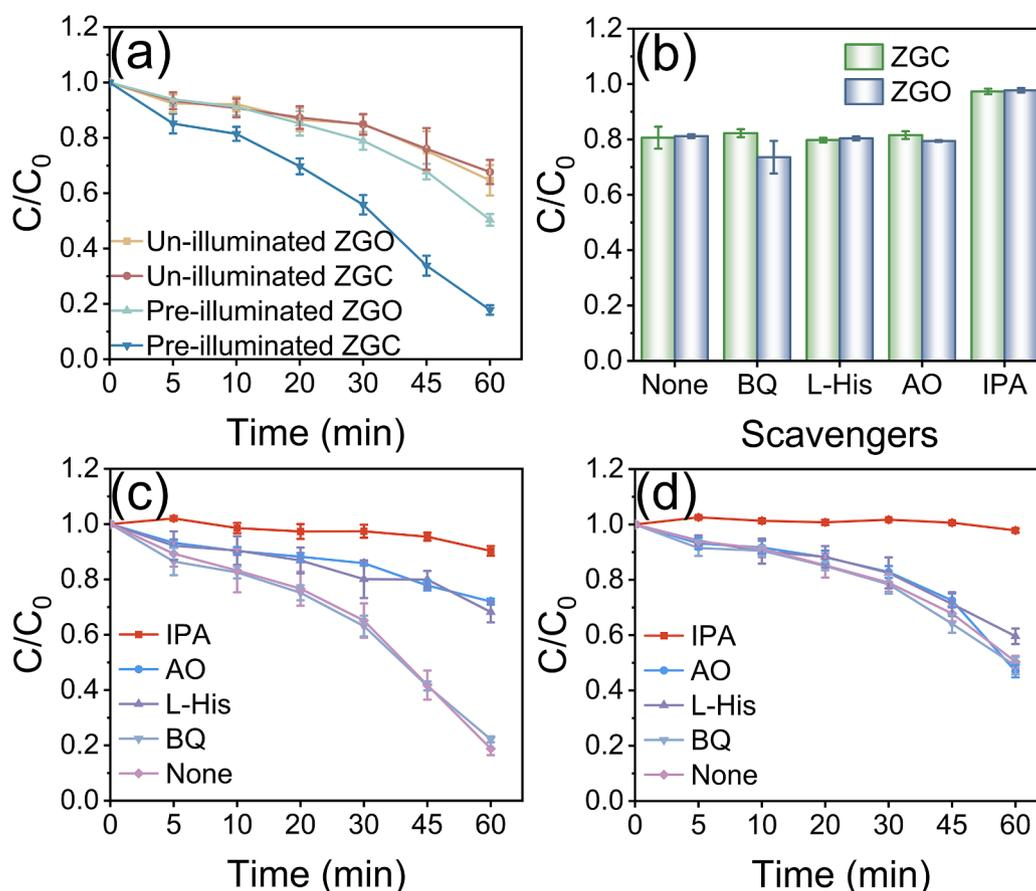 (a)
1.2
1.0
0.8
0.6
0.4
0.2
0.0
C/C0
Un-illuminated ZGO
Un-illuminated ZGC
Pre-illuminated ZGO
Pre-illuminated ZGC
0 5 10 20 30 45 60
Time (min)
(b)
1.2
1.0
0.8
0.6
0.4
0.2
0.0
C/C0
ZGC
ZGO
None BQ L-His AO IPA
Scavengers
(c)
1.2
1.0
0.8
0.6
0.4
0.2
0.0
C/C0
IPA
AO
L-His
BQ
None
0 5 10 20 30 45 60
Time (min)
(d)
1.2
1.0
0.8
0.6
0.4
0.2
0.0
C/C0
IPA
AO
L-His
BQ
None
0 5 10 20 30 45 60
Time (min)